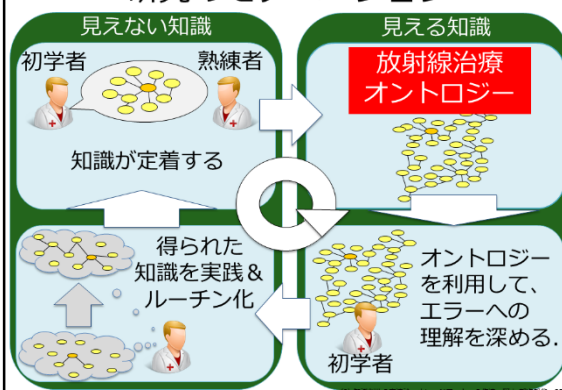 見えない知識
初学者
熟練者
知識が定着する
見える知識
放射線治療
オントロジー
得られた
知識を実践&
ルーチン化
オントロジー
を利用して、
エラーへの
理解を深める.
初学者